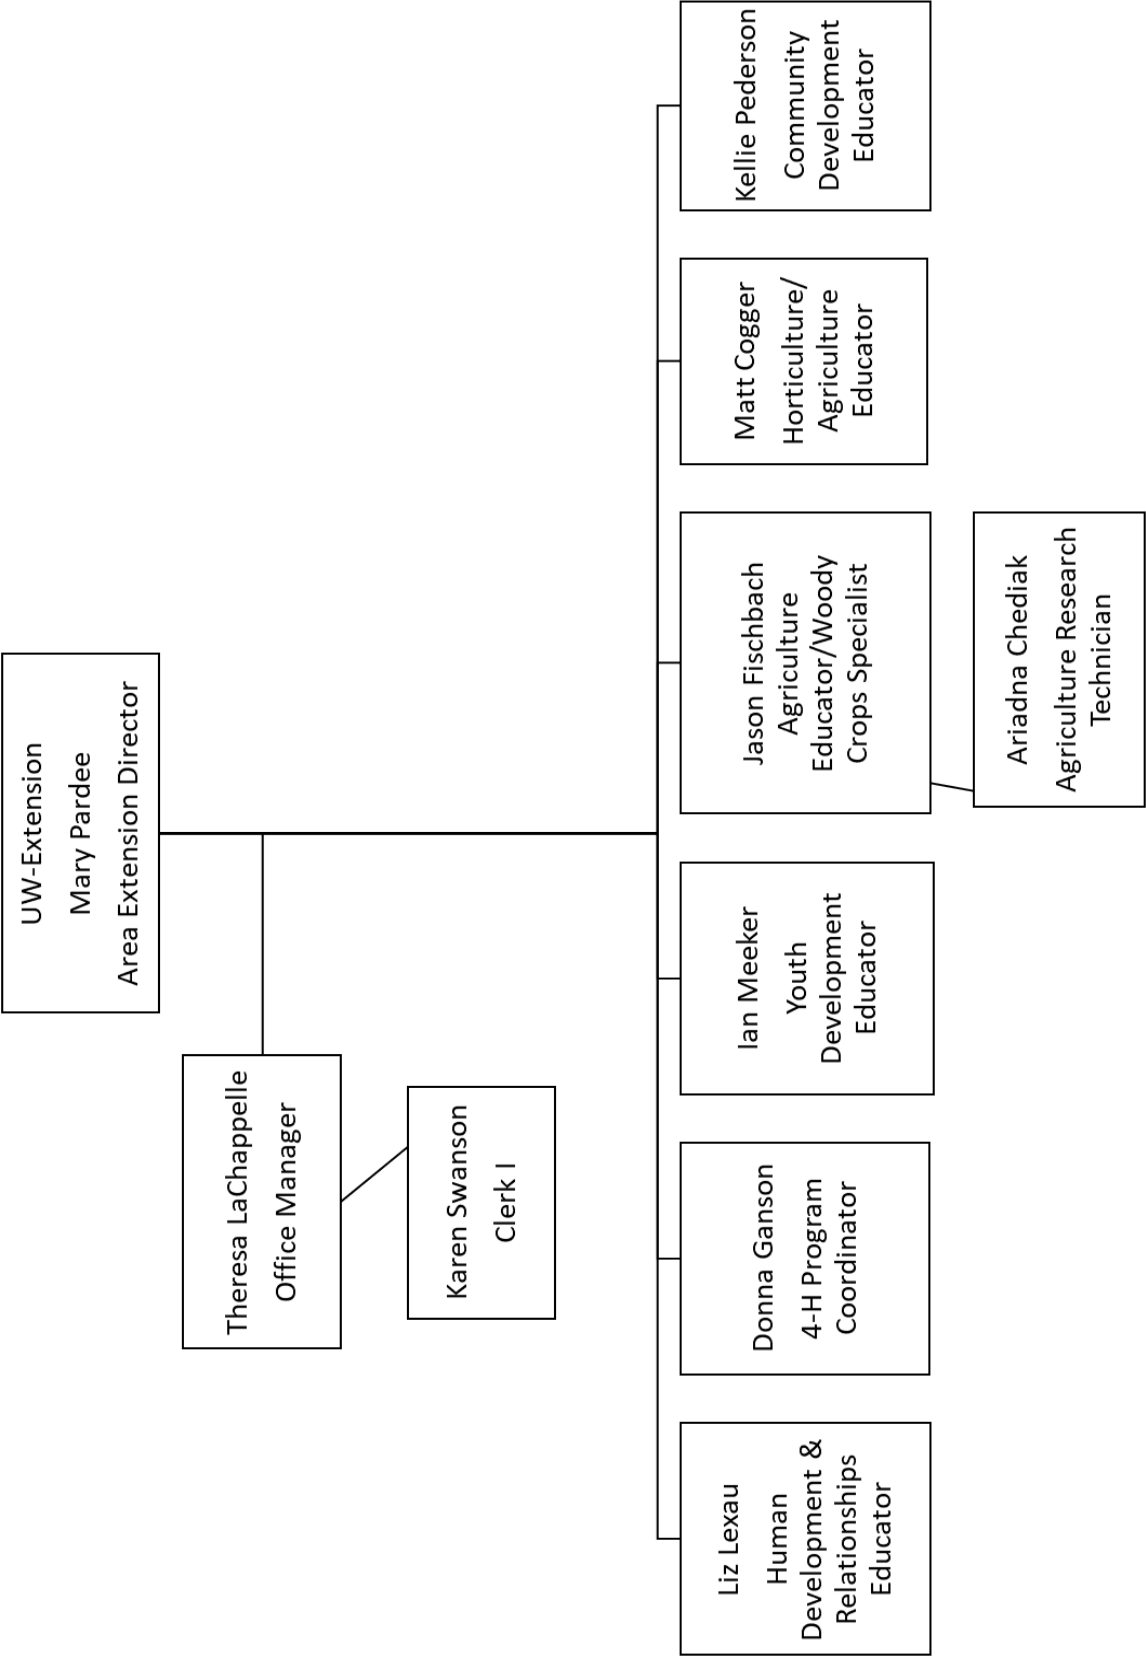 UW-Extension
Mary Pardee
Area Extension Director
Theresa LaChappelle
Office Manager
Karen Swanson
Clerk I
Liz Lexau
Human
Development &
Relationships
Educator
Donna Ganson
4-H Program
Coordinator
Ian Meeker
Youth
Development
Educator
Jason Fischbach
Agriculture
Educator/Woody
Crops Specialist
Ariadna Chediak
Agriculture Research
Technician
Matt Cogger
Horticulture/
Agriculture
Educator
Kellie Pederson
Community
Development
Educator